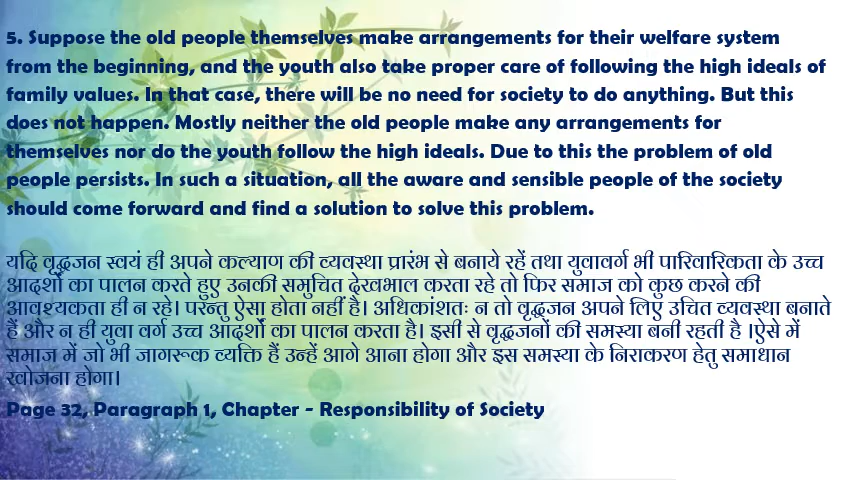 5. Suppose the old people themselves make arrangements for their welfare system
from the beginning, and the youth also take proper care of following the high ideals of
family values. In that case, there will be no need for society to do anything. But this
does not happen. Mostly neither the old people make any arrangements for
themselves nor do the youth follow the high ideals. Due to this the problem of old
people persists. In such a situation, all the aware and sensible people of the society
should come forward and find a solution to solve this problem.
यदि वृद्धजन स्वयं ही अपने कल्याण की व्यवस्था प्रारंभ से बनाये रहें तथा युवावर्ग भी पारिवारिकता के उच्च
आदर्शों का पालन करते हुए उनकी समुचित देखभाल करता रहे तो फिर समाज को कुछ करने की
आवश्यकता ही न रहे। परन्तु ऐसा होता नहीं है। अधिकांशतः न तो वृद्धजन अपने लिए उचित व्यवस्था बनाते
हैं और न ही युवा वर्ग उच्च आदर्शों का पालन करता है। इसी से वृद्धजनों की समस्या बनी रहती है ।ऐसे में
समाज में जो भी जागरूक व्यक्ति हैं उन्हें आगे आना होगा और इस समस्या के निराकरण हेतु समाधान
खोजना होगा।
Page 32, Paragraph 1, Chapter - Responsibility of Society